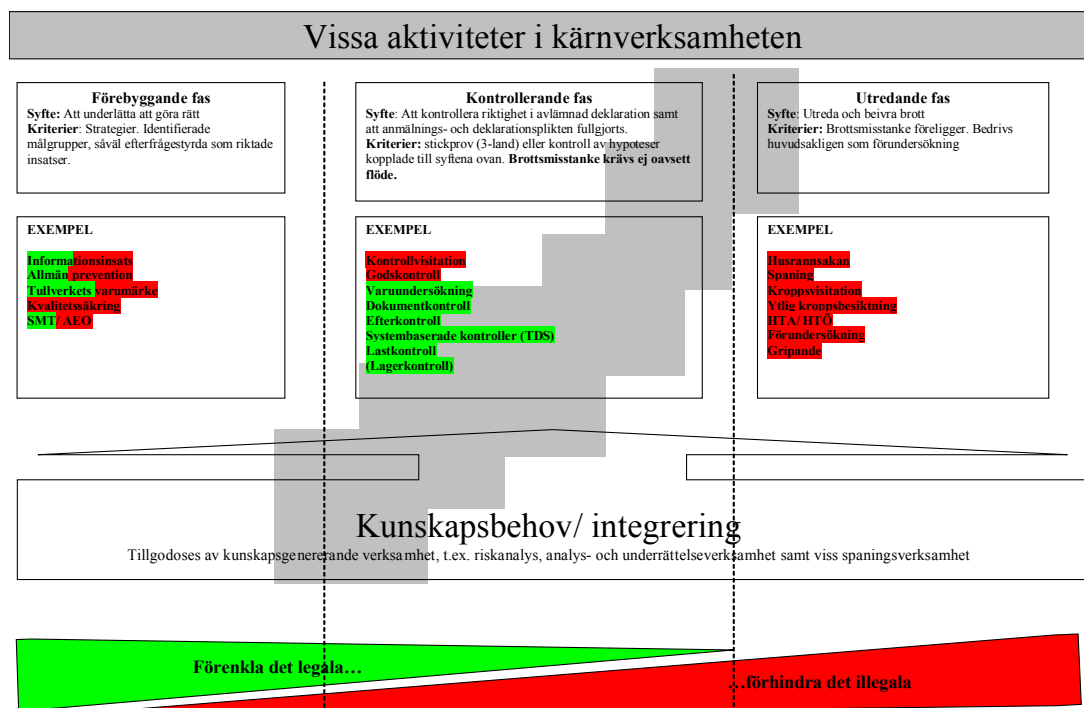 Vissa aktiviteter i kärnverksamheten
Förebyggande fas
Syfte: Att underlätta att göra rätt
Kriterier: Strategier. Identifierade
målgrupper, såväl efterfrågestyrda som riktade
insatser.
Kontrollerande fas
Syfte: Att kontrollera riktighet i avlämnad deklaration samt
att anmälnings- och deklarationsplikten fullgjorts.
Kriterier: stickprov (3-land) eller kontroll av hypoteser
kopplade till syftena ovan. Brottsmisstanke krävs ej oavsett
flöde.
Utredande fas
Syfte: Utreda och beivra brott
Kriterier: Brottsmisstanke föreligger. Bedrivs
huvudsakligen som förundersökning
EXEMPEL
Informationsinsats
Allmän prevention
Tullverkets varumärke
Kvalitetssäkring
SMT/ AEO
EXEMPEL
Kontrollvisitation
Godskontroll
Varuundersökning
Dokumentkontroll
Efterkontroll
Systembaserade kontroller (TDS)
Lastkontroll
(Lagerkontroll)
EXEMPEL
Husrannsakan
Spaning
Kroppsvisitation
Ytlig kroppsbesiktning
HTA/ HTÖ
Förundersökning
Gripande
Kunskapsbehov/ integrering
Tillgodoses av kunskapsgenererande verksamhet, t.ex. riskanalys, analys- och underrättelseverksamhet samt viss spaningsverksamhet
Förenkla det legala…
…förhindra det illegala